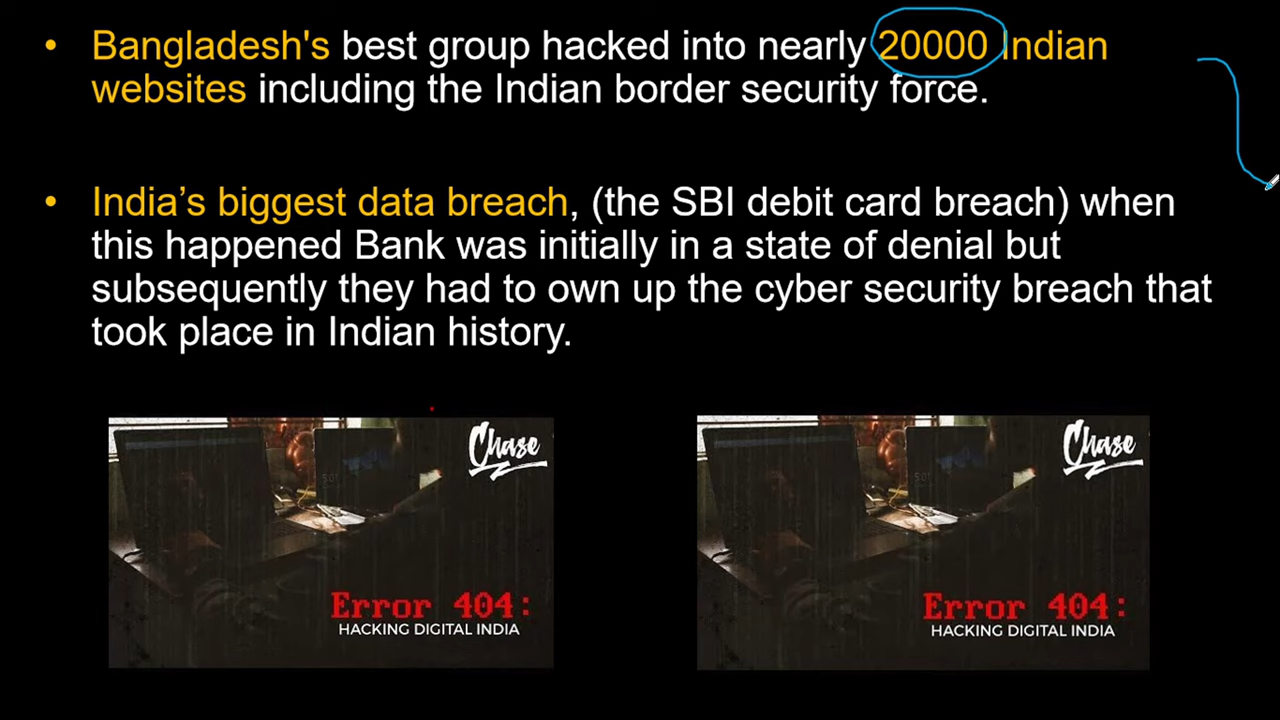 • Bangladesh's best group hacked into nearly 20000 Indian
websites including the Indian border security force.
• India’s biggest data breach, (the SBI debit card breach) when
this happened Bank was initially in a state of denial but
subsequently they had to own up the cyber security breach that
took place in Indian history.
Chase
Error 404:
HACKING DIGITAL INDIA
Chase
Error 404:
HACKING DIGITAL INDIA